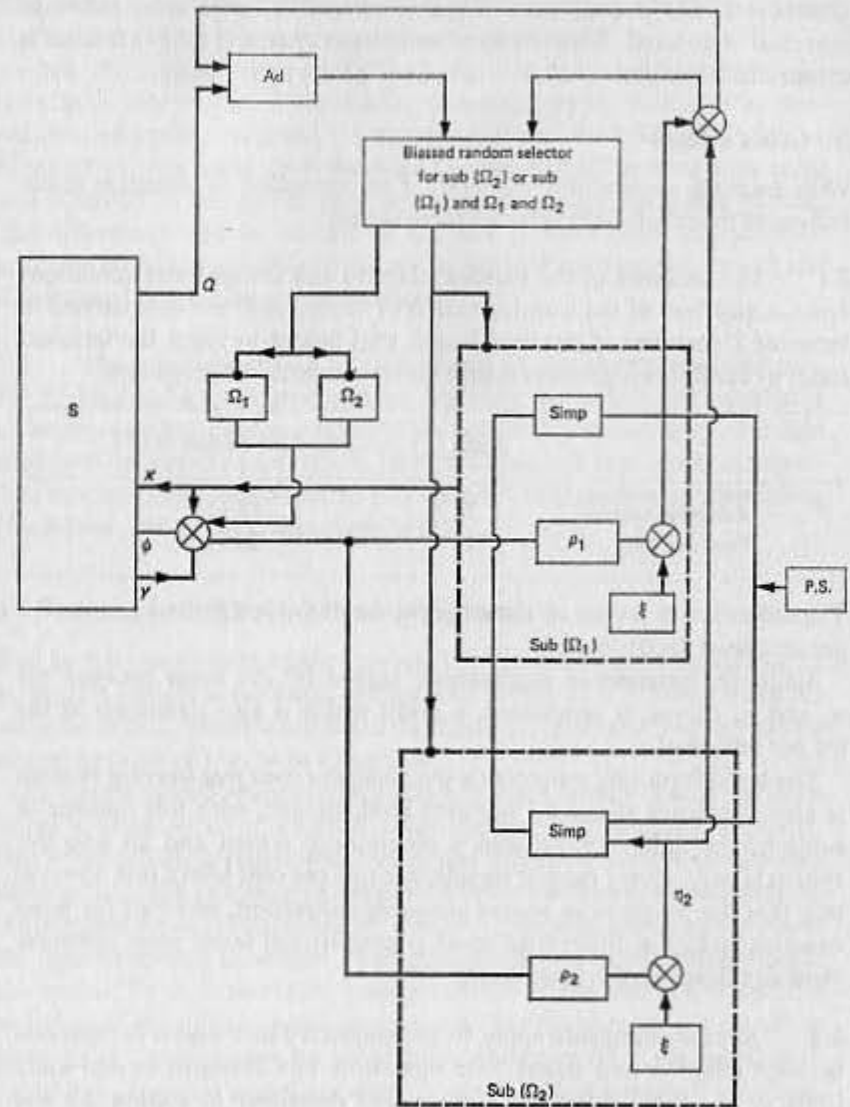 Ad
Biassed random selector
for sub (Ω₂) or sub
(Ω₁) and Ω₁ and Ω₂
Q
S
Ω₁
Ω₂
Simp
x
ϕ
y
ρ₁
ξ
P.S.
Sub (Ω₁)
Simp
η₂
ρ₂
ξ
Sub (Ω₂)